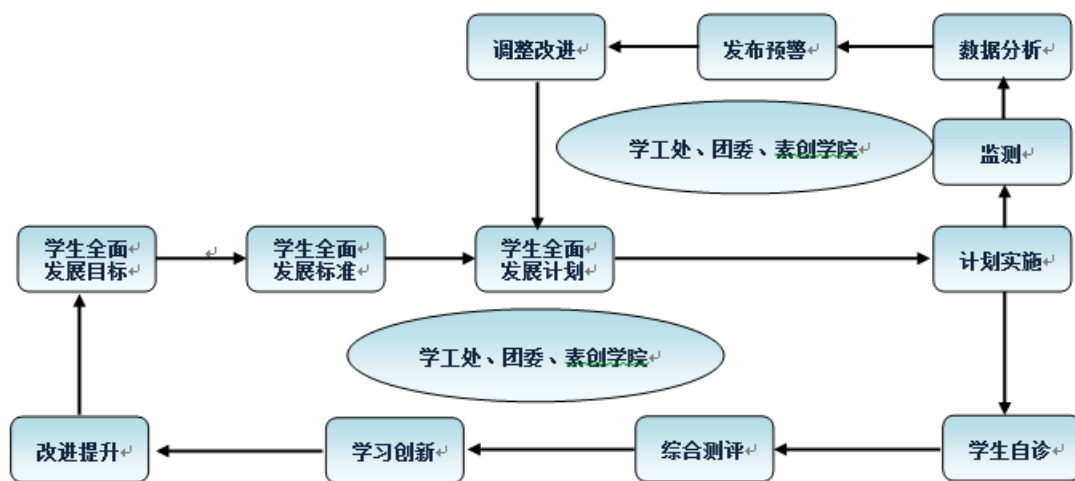 调整改进
发布预警
数据分析
学工处、团委、素创学院
监测
学生全面
发展目标
学生全面
发展标准
学生全面
发展计划
计划实施
学工处、团委、素创学院
改进提升
学习创新
综合测评
学生自诊